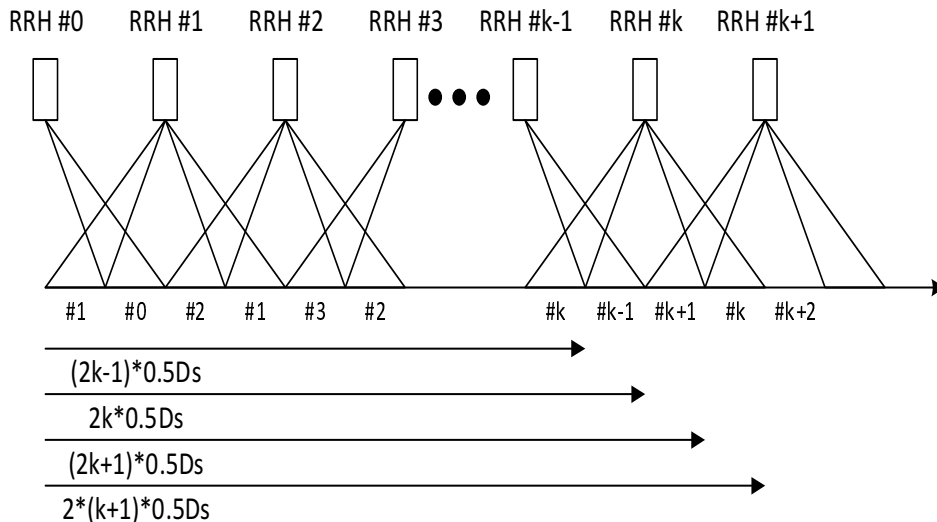 RRH #0 RRH #1 RRH #2 RRH #3 RRH #k-1 RRH #k RRH #k+1
#1 #0 #2 #1 #3 #2 #k #k-1 #k+1 #k #k+2
(2k-1)*0.5Ds
2k*0.5Ds
(2k+1)*0.5Ds
2*(k+1)*0.5Ds